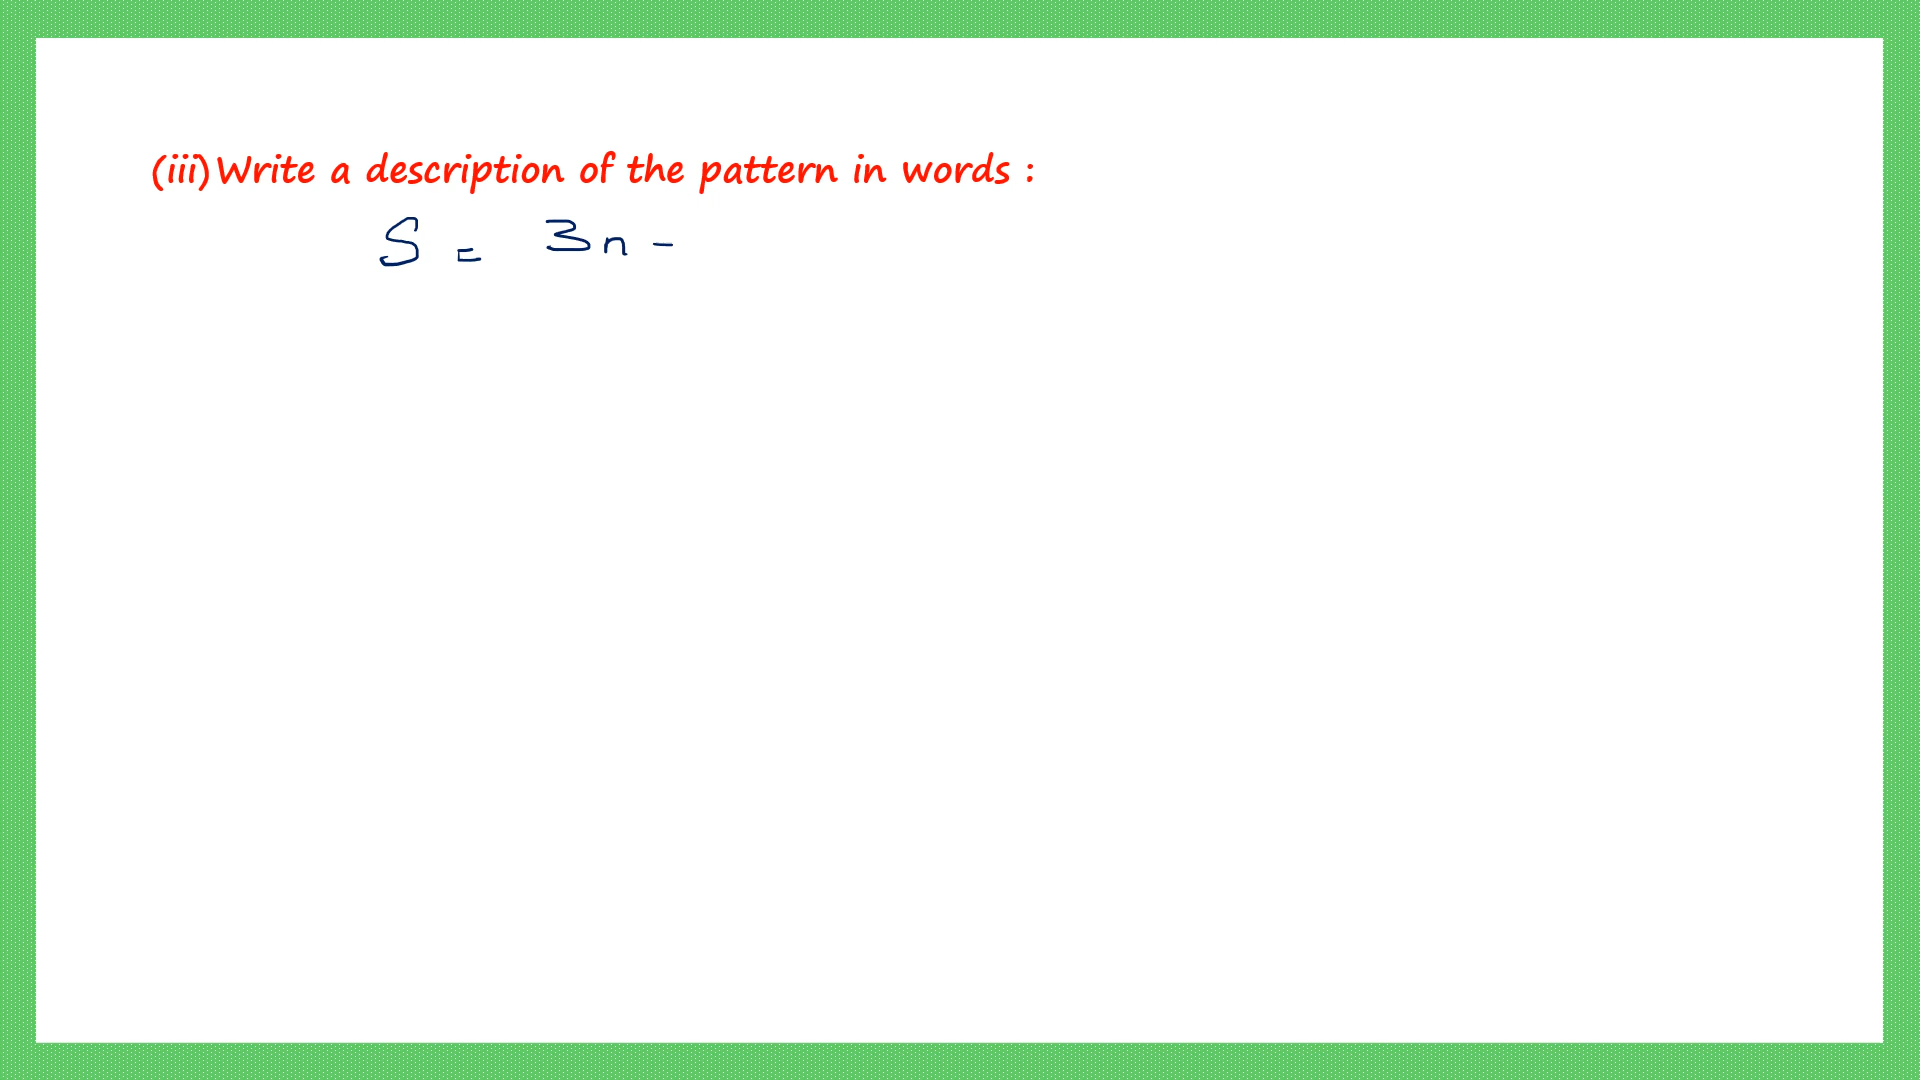 (iii) Write a description of the pattern in words :
S = 3n -